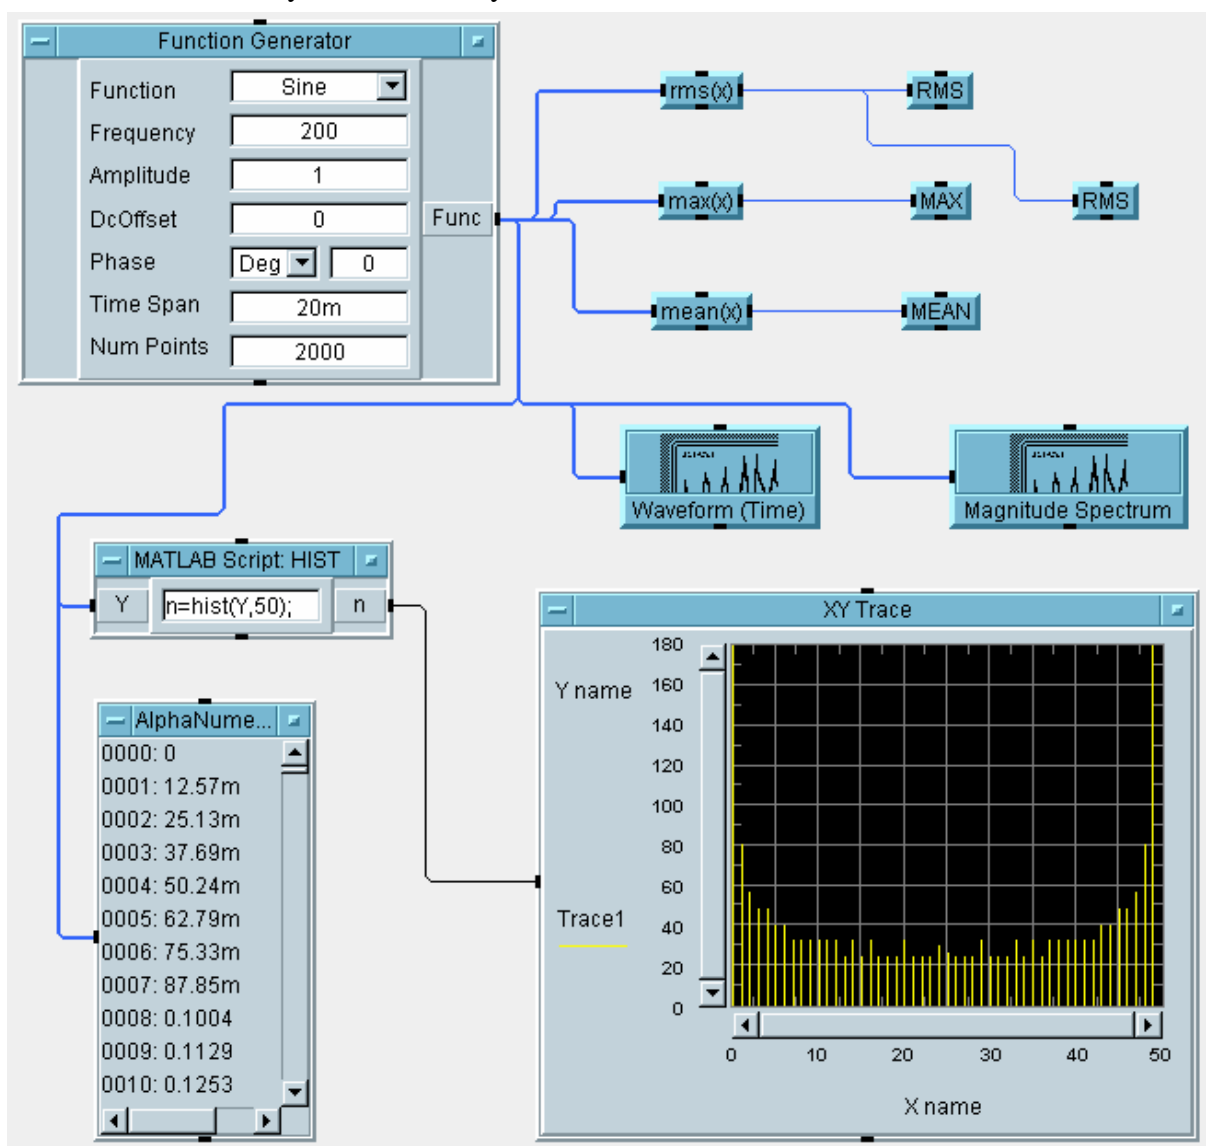 Function Generator
Function Sine
Frequency 200
Amplitude 1
DcOffset 0
Phase Deg 0
Time Span 20m
Num Points 2000
Func
rms(x) RMS
max(x) MAX RMS
mean(x) MEAN
Waveform (Time) Magnitude Spectrum
MATLAB Script: HIST
Y n=hist(Y,50); n
AlphaNume...
0000: 0
0001: 12.57m
0002: 25.13m
0003: 37.69m
0004: 50.24m
0005: 62.79m
0006: 75.33m
0007: 87.85m
0008: 0.1004
0009: 0.1129
0010: 0.1253
XY Trace
Y name
Trace1
180
160
140
120
100
80
60
40
20
0
0 10 20 30 40 50
X name